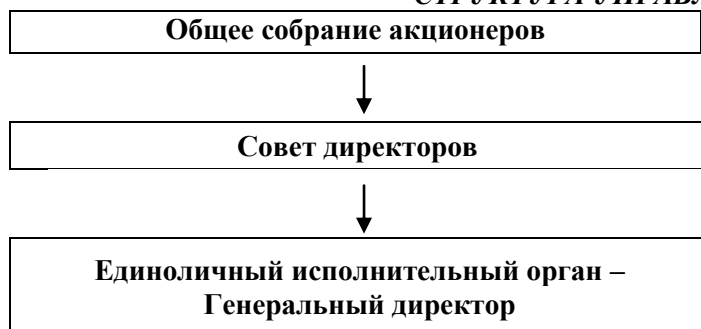 Общее собрание акционеров
Совет директоров
Единоличный исполнительный орган –
Генеральный директор